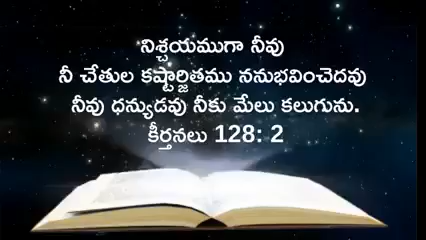 నిశ్చయముగా నీవు
నీ చేతుల కష్టార్జితము ననుభవించెదవు
నీవు ధన్యుడవు నీకు మేలు కలుగును.
కీర్తనలు 128: 2